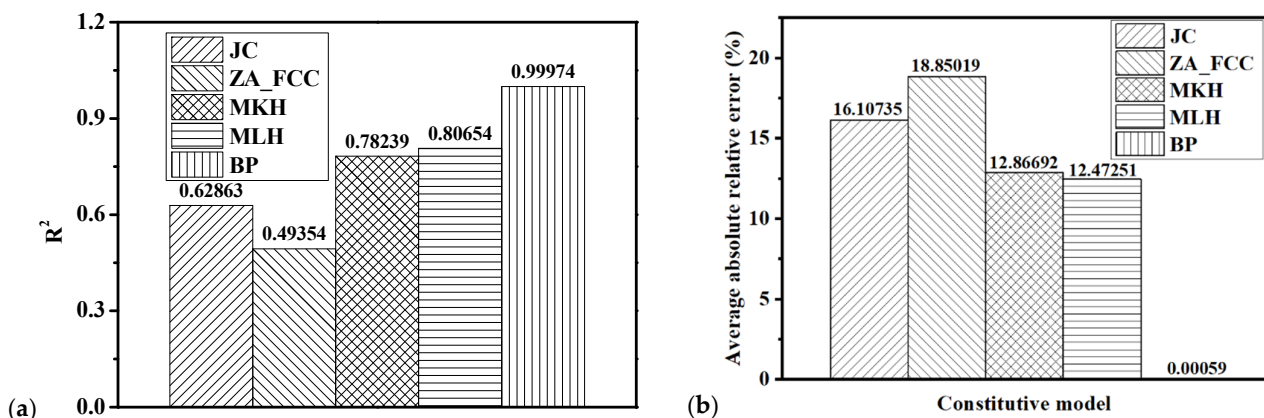 1.2
0.9
0.6
0.3
0.0
R²
JC
ZA_FCC
MKH
MLH
BP
0.62863
0.49354
0.78239
0.80654
0.99974
(a)
20
15
10
5
0
Average absolute relative error (%)
JC
ZA_FCC
MKH
MLH
BP
16.10735
18.85019
12.86692
12.47251
0.00059
Constitutive model
(b)